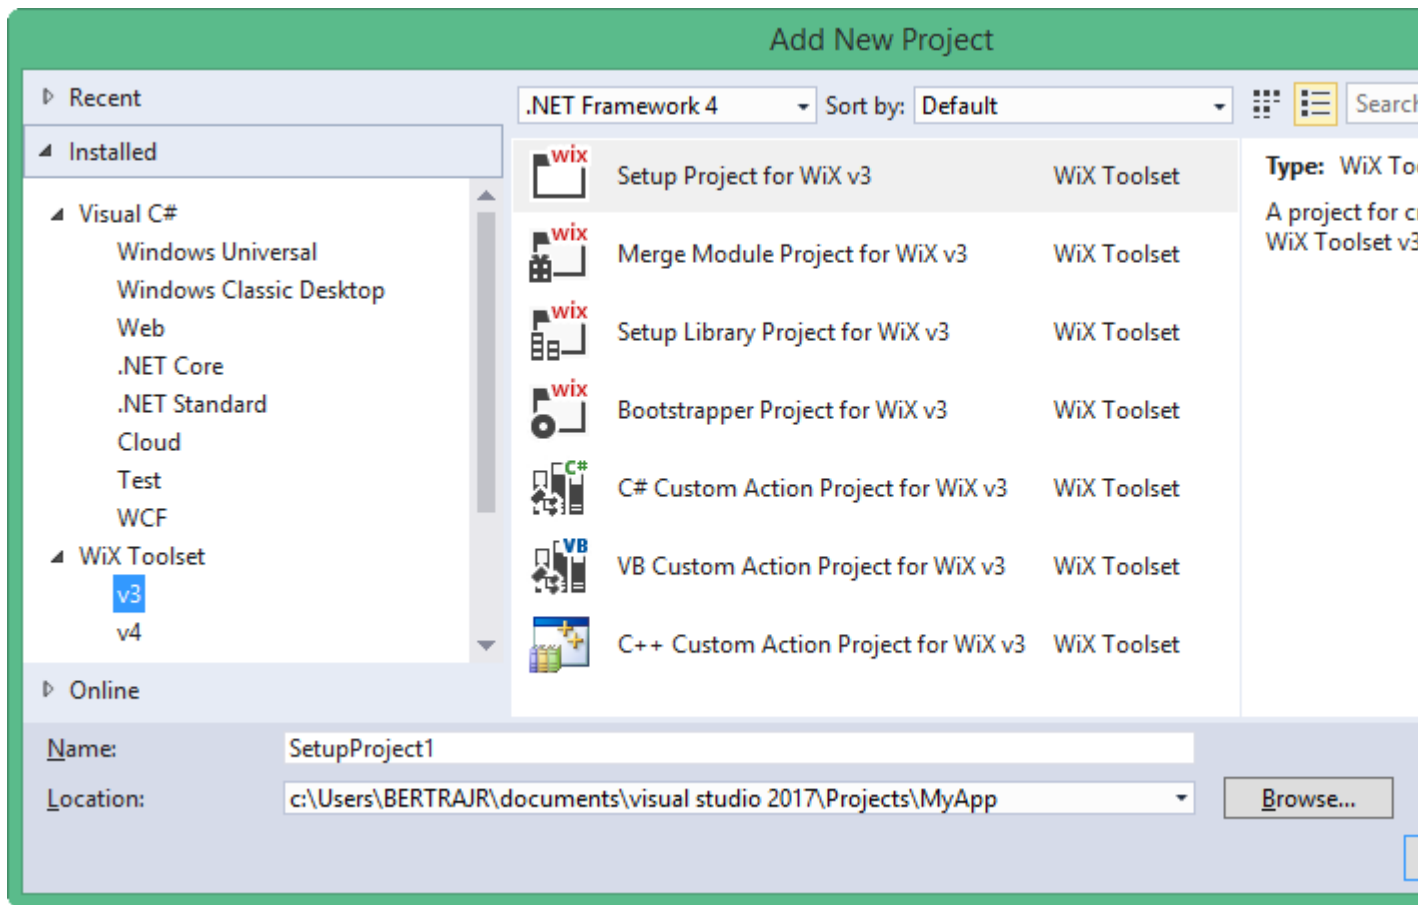 Add New Project
Recent
Installed
Visual C#
Windows Universal
Windows Classic Desktop
Web
.NET Core
.NET Standard
Cloud
Test
WCF
WiX Toolset
v3
v4
Online
.NET Framework 4 Sort by: Default
wix Setup Project for WiX v3 WiX Toolset
wix Merge Module Project for WiX v3 WiX Toolset
wix Setup Library Project for WiX v3 WiX Toolset
wix Bootstrapper Project for WiX v3 WiX Toolset
C# C# Custom Action Project for WiX v3 WiX Toolset
VB VB Custom Action Project for WiX v3 WiX Toolset
C++ Custom Action Project for WiX v3 WiX Toolset
Search
Type: WiX
A project for
WiX Toolset v3
Name: SetupProject1
Location: c:\Users\BERTRAJR\documents\visual studio 2017\Projects\MyApp Browse...